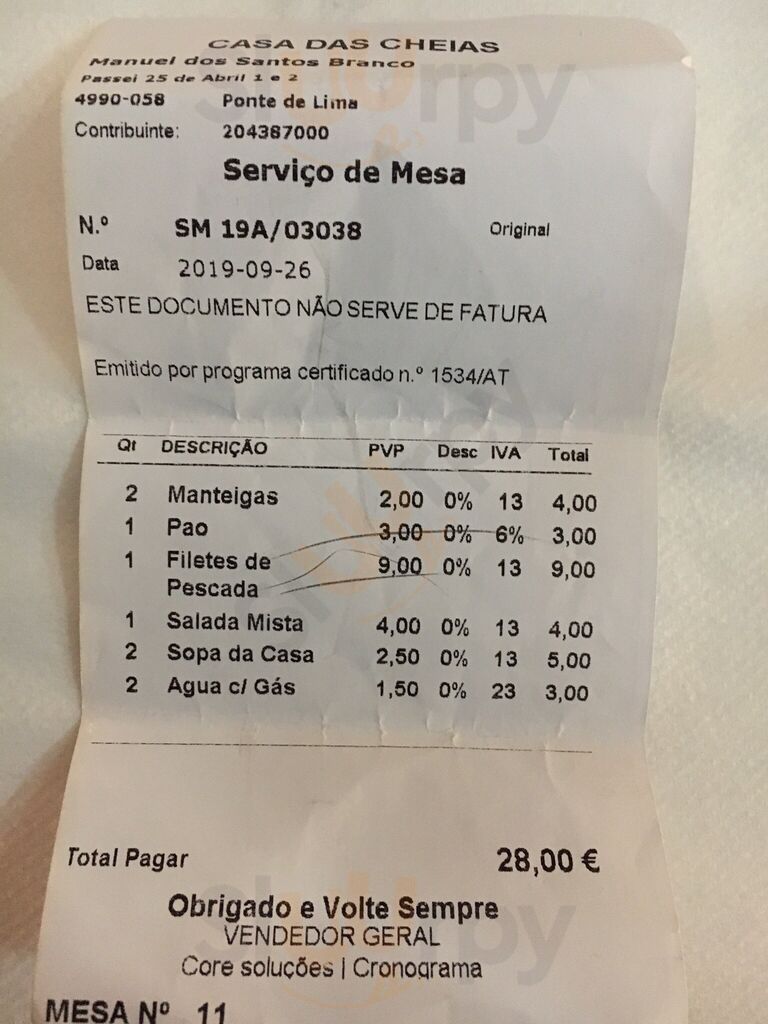 CASA DAS CHEIAS
Manuel dos Santos Branco
Passei 25 de Abril 1 e 2
4990-058 Ponte de Lima
Contribuinte: 204387000
Serviço de Mesa
N.º SM 19A/03038 Original
Data 2019-09-26
ESTE DOCUMENTO NÃO SERVE DE FATURA
Emitido por programa certificado n.º 1534/AT
Qt DESCRIÇÃO PVP Desc IVA Total
2 Manteigas 2,00 0% 13 4,00
1 Pao 3,00 0% 6% 3,00
1 Filetes de 9,00 0% 13 9,00
Pescada
1 Salada Mista 4,00 0% 13 4,00
2 Sopa da Casa 2,50 0% 13 5,00
2 Agua c/ Gás 1,50 0% 23 3,00
Total Pagar 28,00 €
Obrigado e Volte Sempre
VENDEDOR GERAL
Core soluções | Cronograma
MESA Nº 11